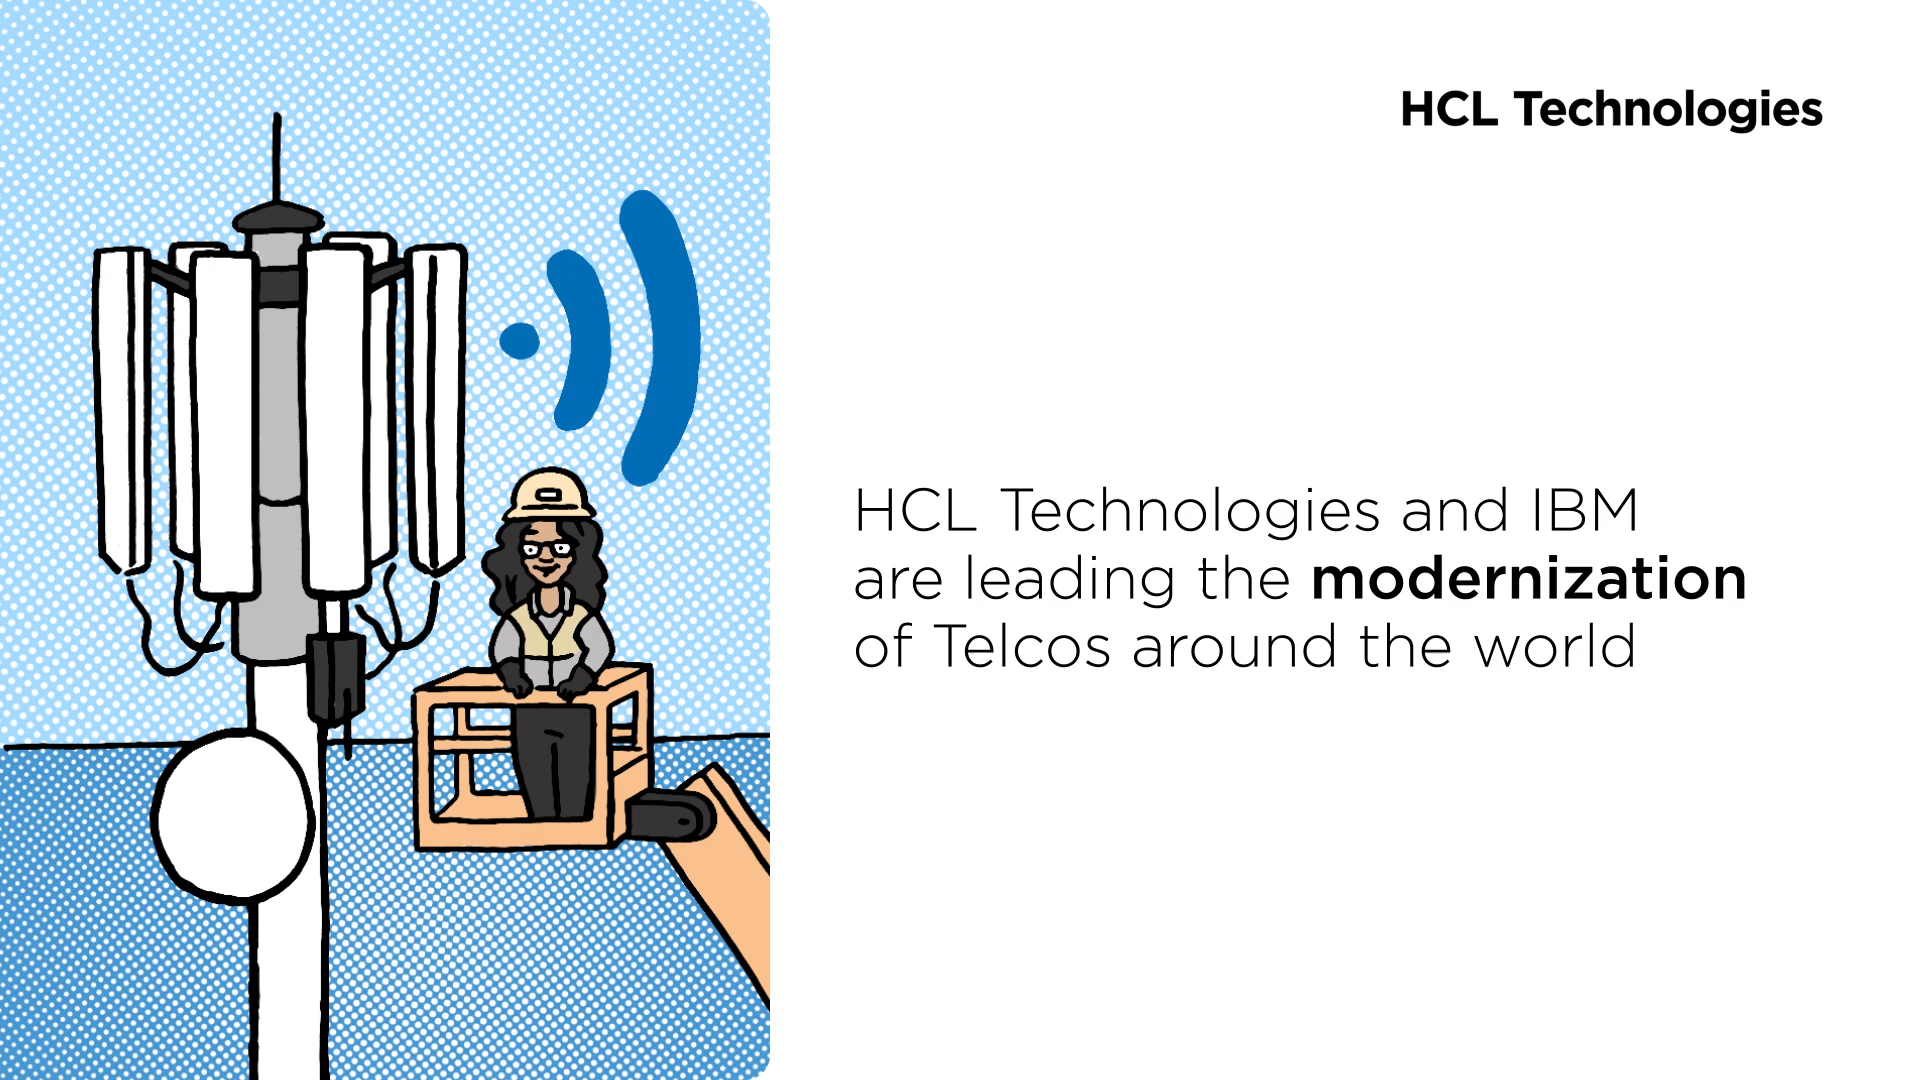 HCL Technologies
HCL Technologies and IBM
are leading the modernization
of Telcos around the world